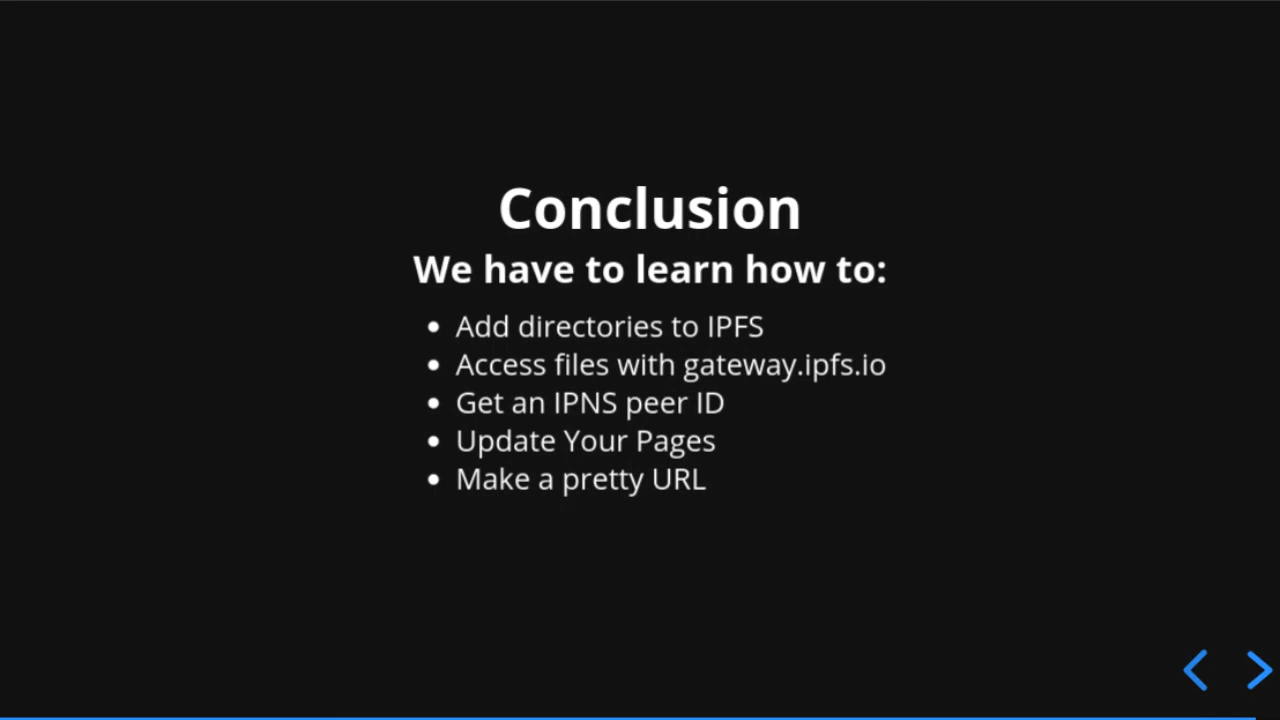 Conclusion
We have to learn how to:
Add directories to IPFS
Access files with gateway.ipfs.io
Get an IPNS peer ID
Update Your Pages
Make a pretty URL